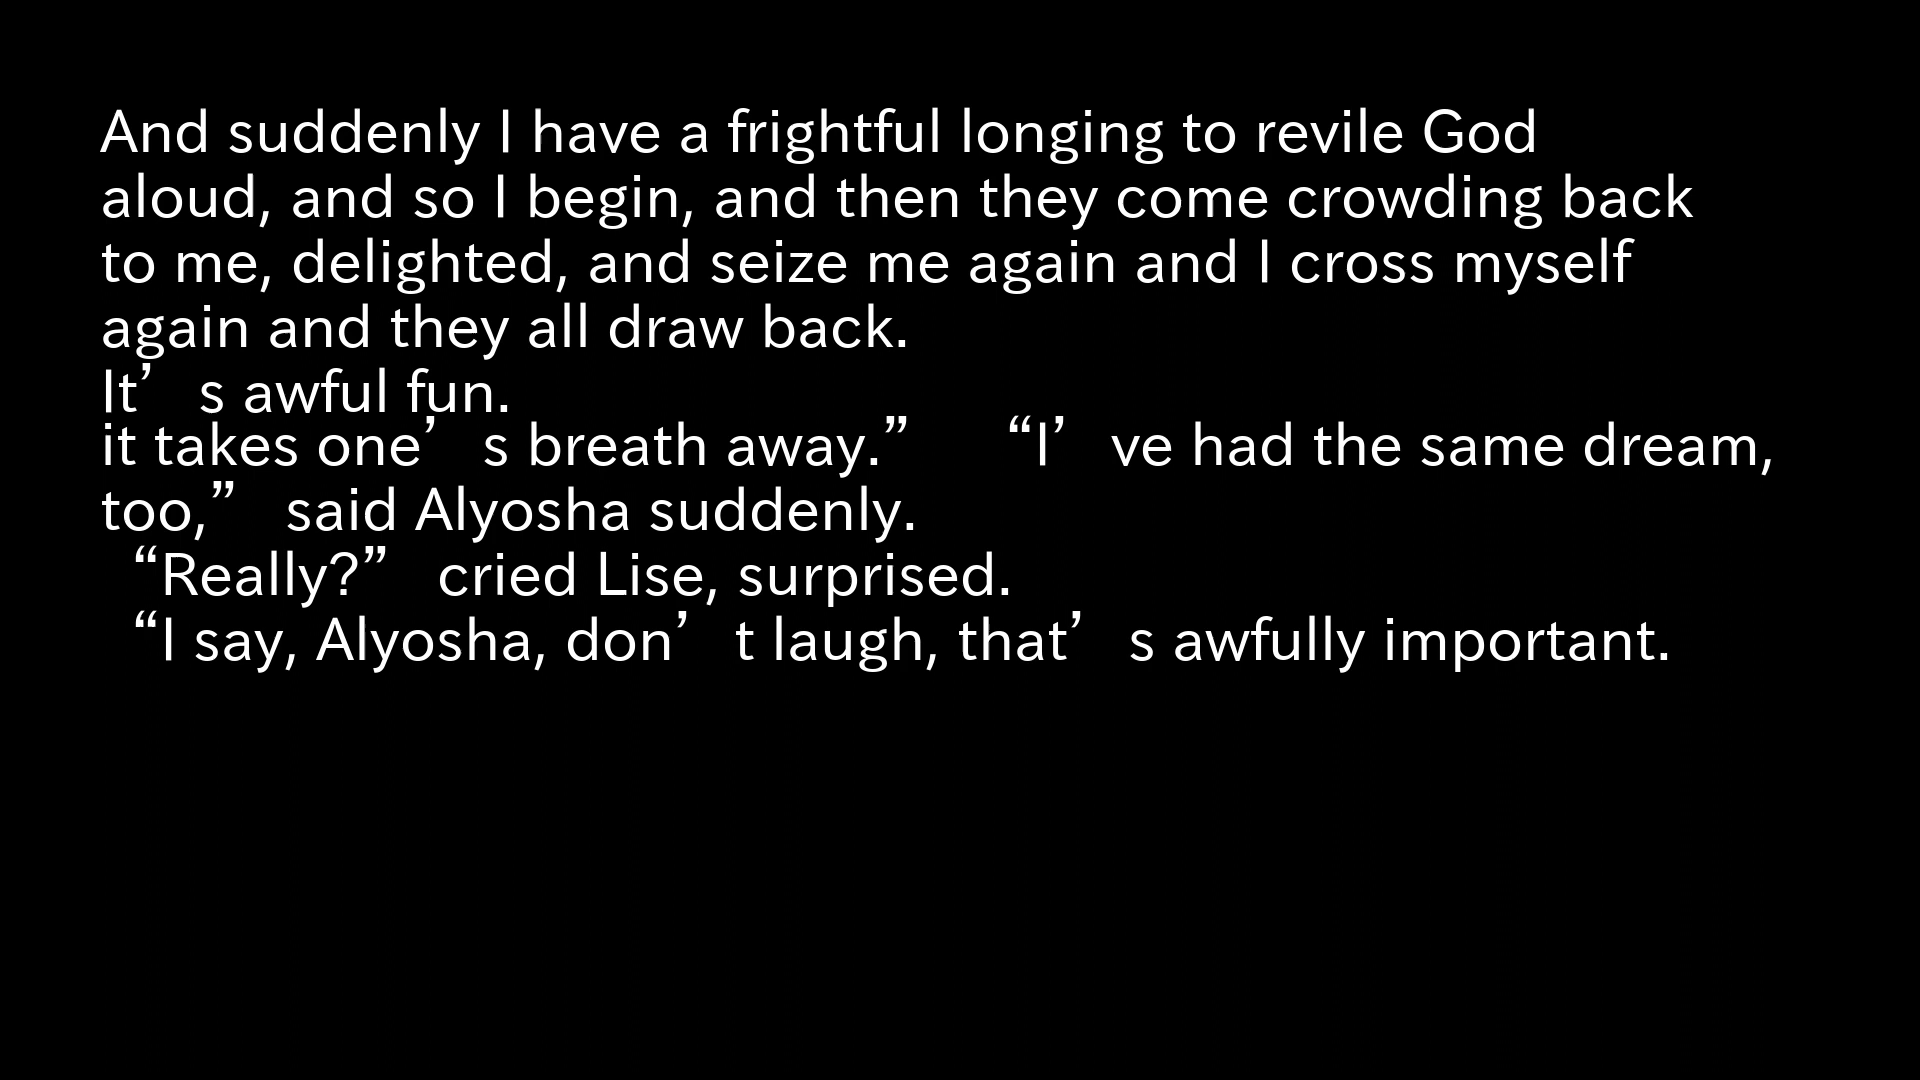 And suddenly I have a frightful longing to revile God
aloud, and so I begin, and then they come crowding back
to me, delighted, and seize me again and I cross myself
again and they all draw back.
It’s awful fun.
it takes one’s breath away.” “I’ve had the same dream,
too,” said Alyosha suddenly.
“Really?” cried Lise, surprised.
“I say, Alyosha, don’t laugh, that’s awfully important.